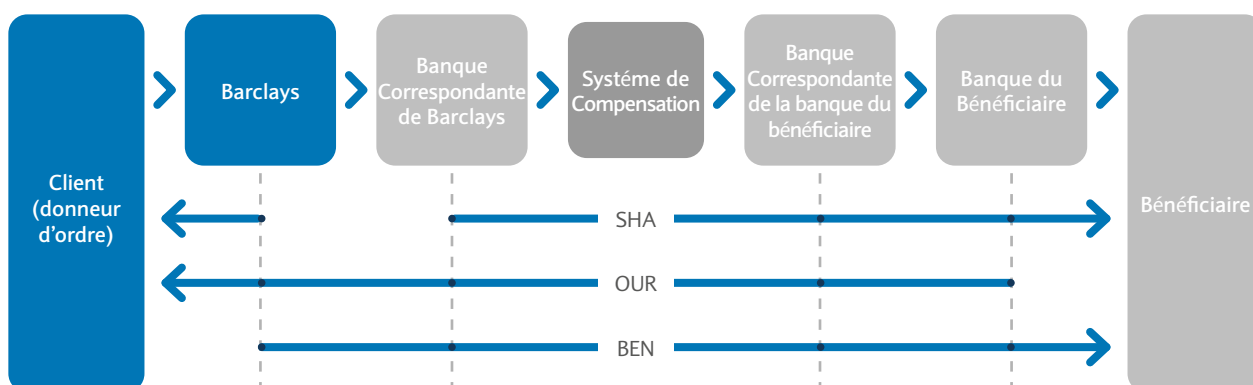 Client
(donneur
d’ordre)
Barclays
Banque
Correspondante
de Barclays
Systéme de
Compensation
Banque
Correspondante
de la banque du
bénéficiaire
Banque du
Bénéficiaire
Bénéficiaire
SHA
OUR
BEN